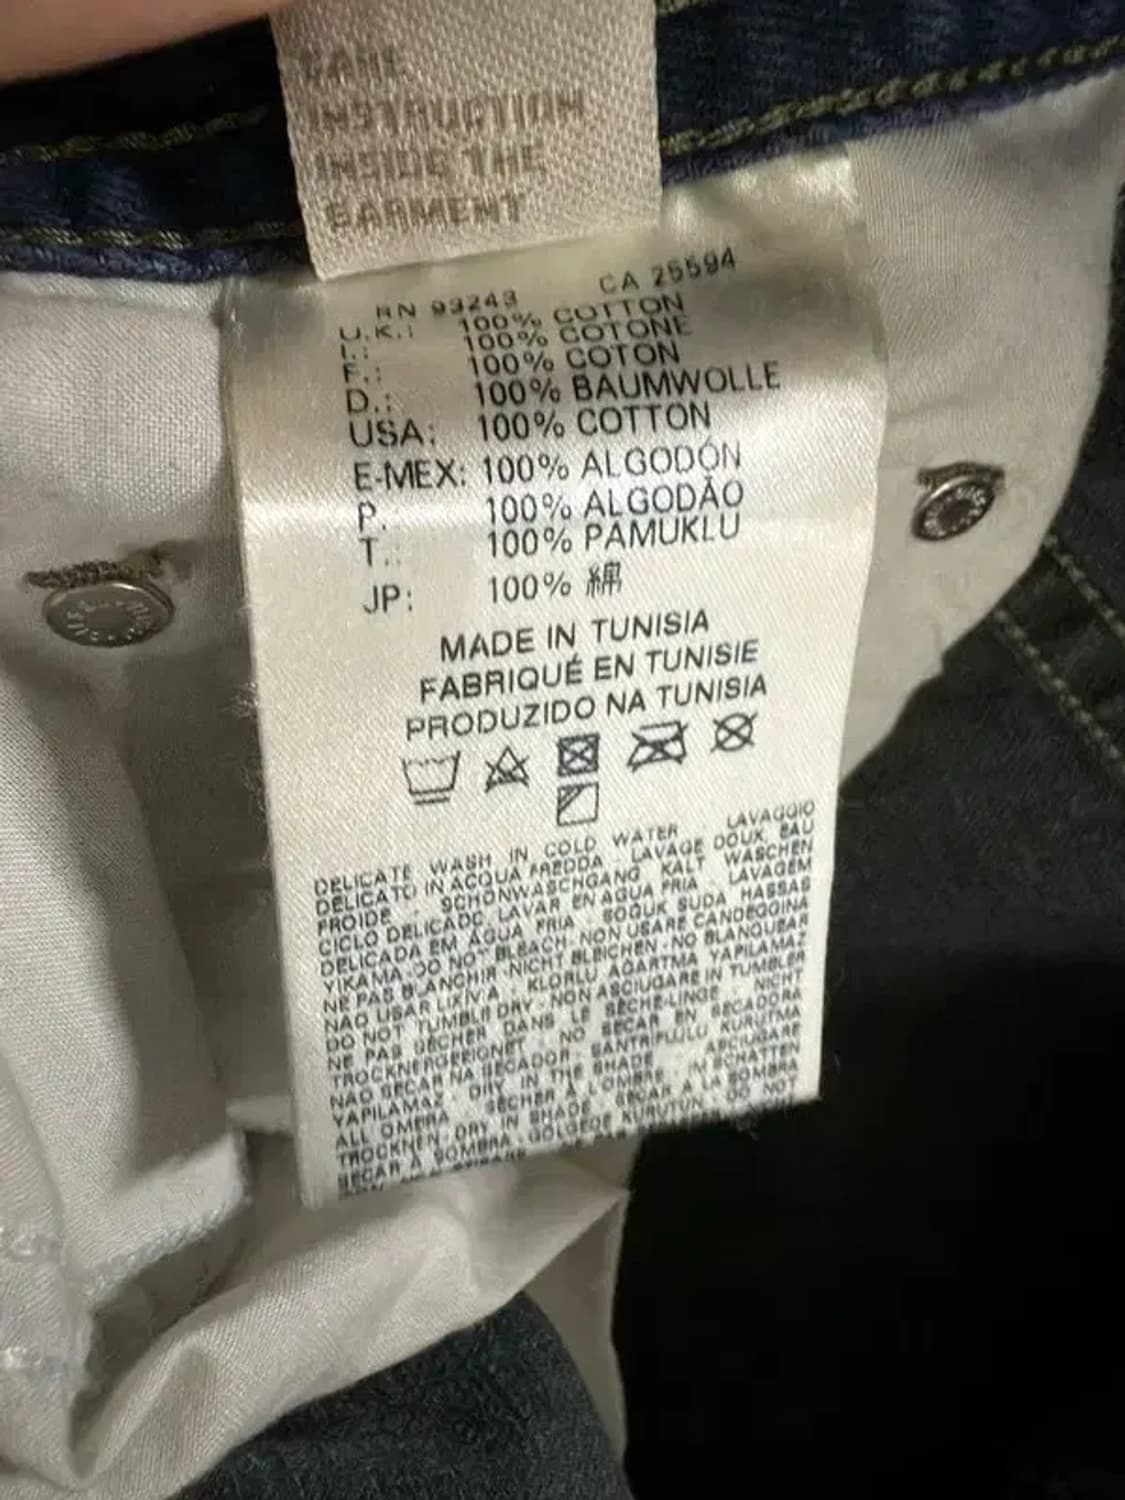 INSTRUCTION
INSIDE THE
GARMENT
RN 93243 CA 25594
U.K.: 100% COTTON
I.: 100% COTONE
F.: 100% COTON
D.: 100% BAUMWOLLE
USA: 100% COTTON
E-MEX: 100% ALGODÓN
P.: 100% ALGODÃO
T.: 100% PAMUKLU
JP: 100% 綿
MADE IN TUNISIA
FABRIQUÉ EN TUNISIE
PRODUZIDO NA TUNISIA
DELICATE WASH IN COLD WATER LAVAGGIO
DELICATO IN ACQUA FREDDA - LAVAGE DOUX EAU
FROIDE - SCHONWASCHGANG KALT WASCHEN
CICLO DELICADO LAVAR EN AGUA FRIA - LAVAGEM
DELICADA EM ÁGUA FRIA - SOĞUK SUDA HASSAS
YIKAMA-DO NOT BLEACH-NON USARE CANDEGGINA
NE PAS BLANCHIR-NICHT BLEICHEN-NO BLANQUEAR
NÃO USAR LIXÍVIA - KLORLU AĞARTMA YAPILAMAZ
DO NOT TUMBLE DRY-NON ASCIUGARE IN TUMBLER
NE PAS SÉCHER DANS LE SÈCHE-LINGE - NICHT
TROCKNERGEEIGNET - NO SECAR EN SECADORA
NÃO SECAR NA SECADOR-SANTRIFUJLU KURUTMA
YAPILAMAZ - DRY IN THE SHADE - ASCIUGARE
ALL OMBRA - SÉCHER À L'OMBRE - IM SCHATTEN
TROCKNEN-DRY IN SHADE-SECAR A LA SOMBRA
SECAR À SOMBRA-GÖLGEDE KURUTUN-DO NOT